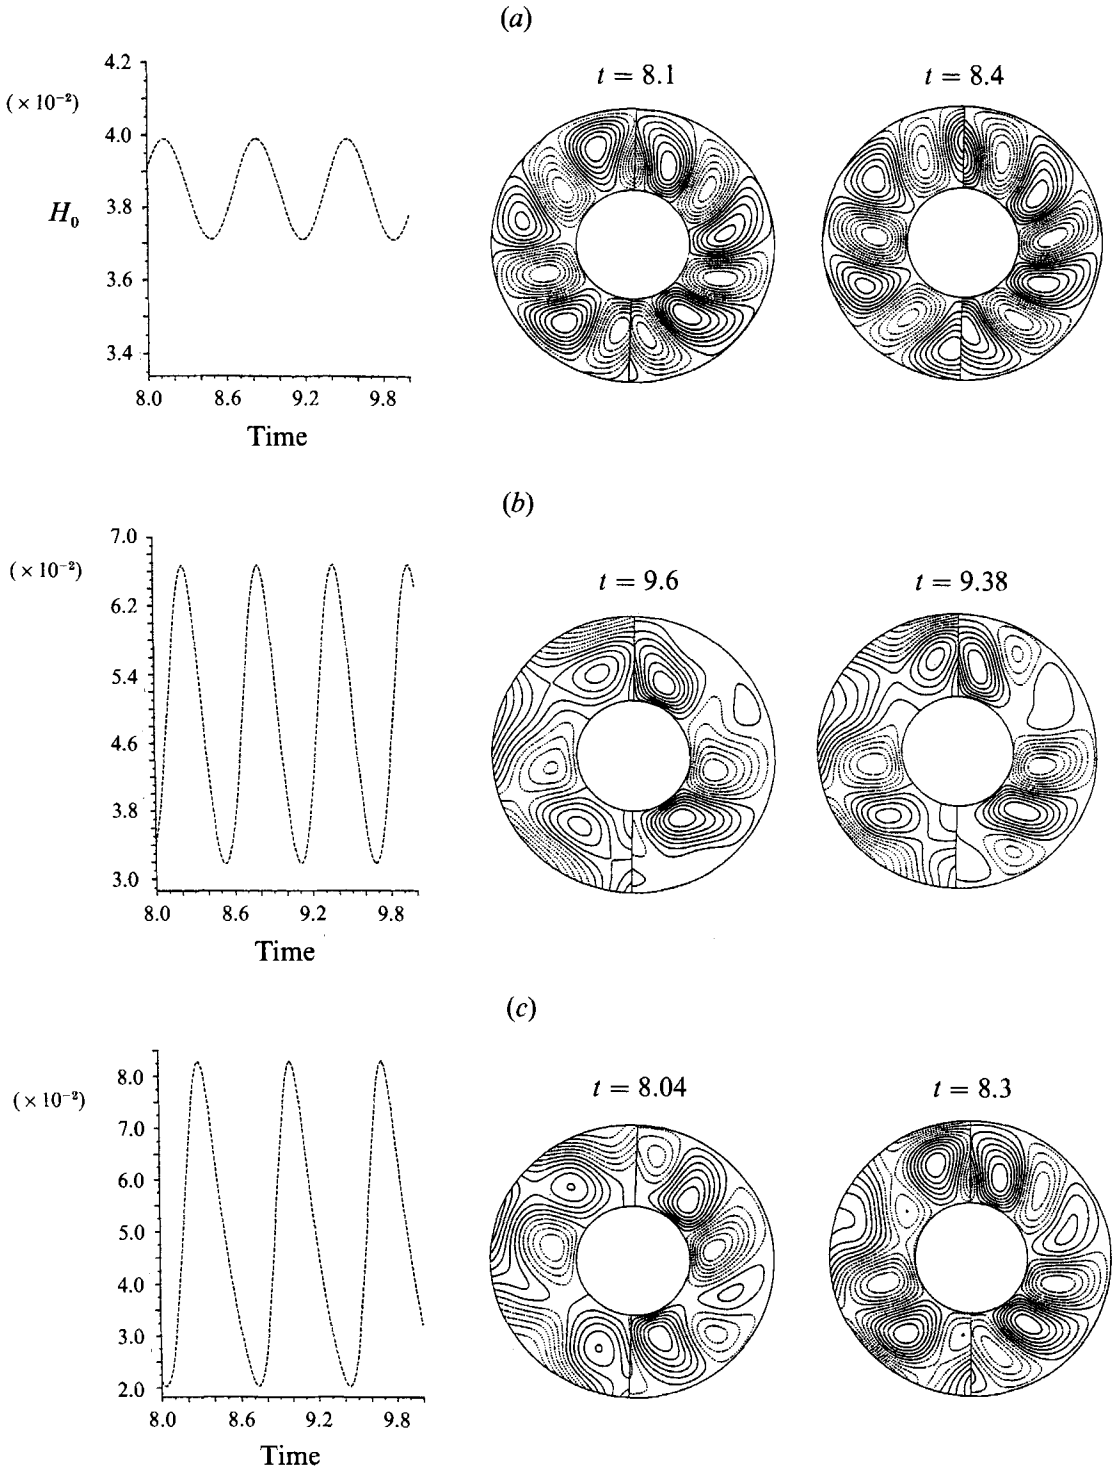 (a)
4.2
(× 10⁻²)
4.0
H₀
3.8
3.6
3.4
8.0 8.6 9.2 9.8
Time
t = 8.1
t = 8.4
(b)
7.0
(× 10⁻²)
6.2
5.4
4.6
3.8
3.0
8.0 8.6 9.2 9.8
Time
t = 9.6
t = 9.38
(c)
8.0
(× 10⁻²)
7.0
6.0
5.0
4.0
3.0
2.0
8.0 8.6 9.2 9.8
Time
t = 8.04
t = 8.3